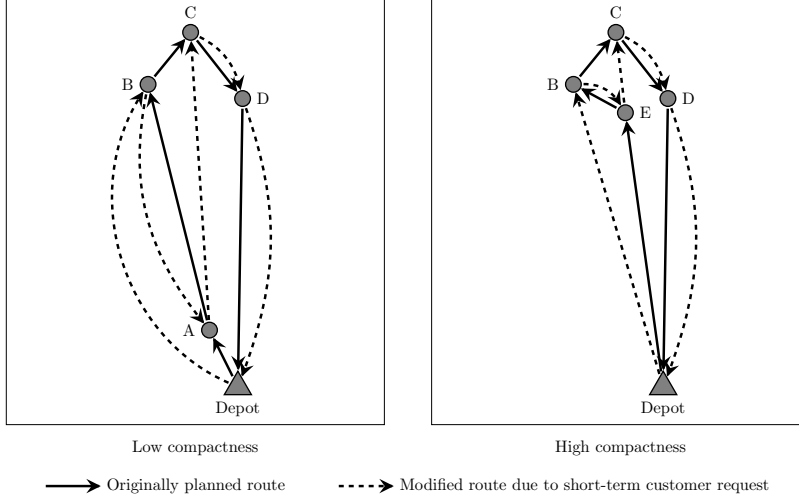 C
B
D
A
Depot
Low compactness
C
B
D
E
Depot
High compactness
Originally planned route
Modified route due to short-term customer request